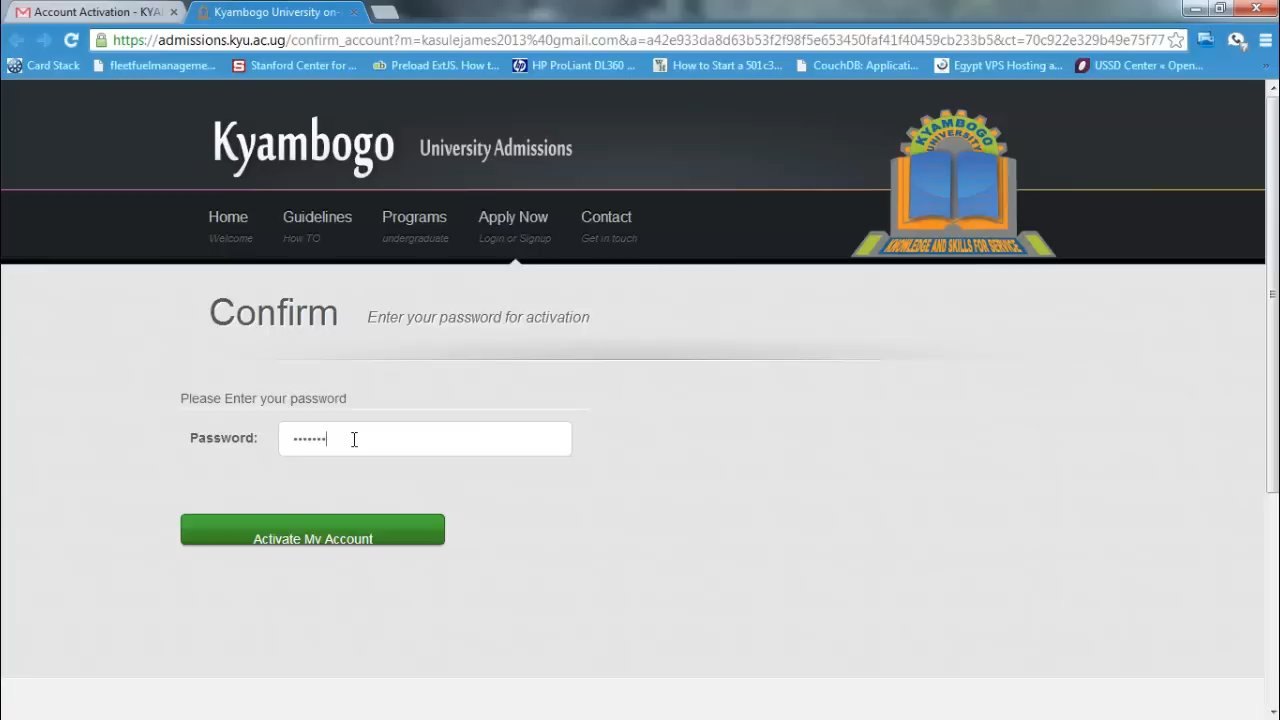 Account Activation - KYA
Kyambogo University on-
https://admissions.kyu.ac.ug/confirm_account?m=kasulejames2013%40gmail.com&a=a42e933da8d63b53f2f98f5e653450faf41f40459cb233b5&ct=70c922e329b49e75f77
Card Stack
fleetfuelmanageme...
Stanford Center for ...
Preload ExtJS. How t...
HP ProLiant DL360 ...
How to Start a 501c3...
CouchDB: Applicati...
Egypt VPS Hosting a...
USSD Center « Open...
Kyambogo University Admissions
KYAMBOGO
UNIVERSITY
KNOWLEDGE AND SKILLS FOR SERVICE
Home Guidelines Programs Apply Now Contact
Welcome How TO undergraduate Login or Signup Get in touch
Confirm Enter your password for activation
Please Enter your password
Password: •••••••
Activate My Account